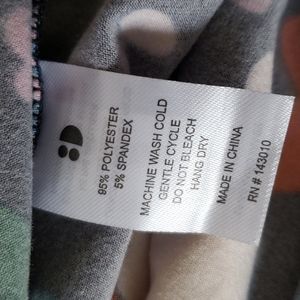 95% POLYESTER
5% SPANDEX
MACHINE WASH COLD
GENTLE CYCLE
DO NOT BLEACH
HANG DRY
MADE IN CHINA
RN # 143010